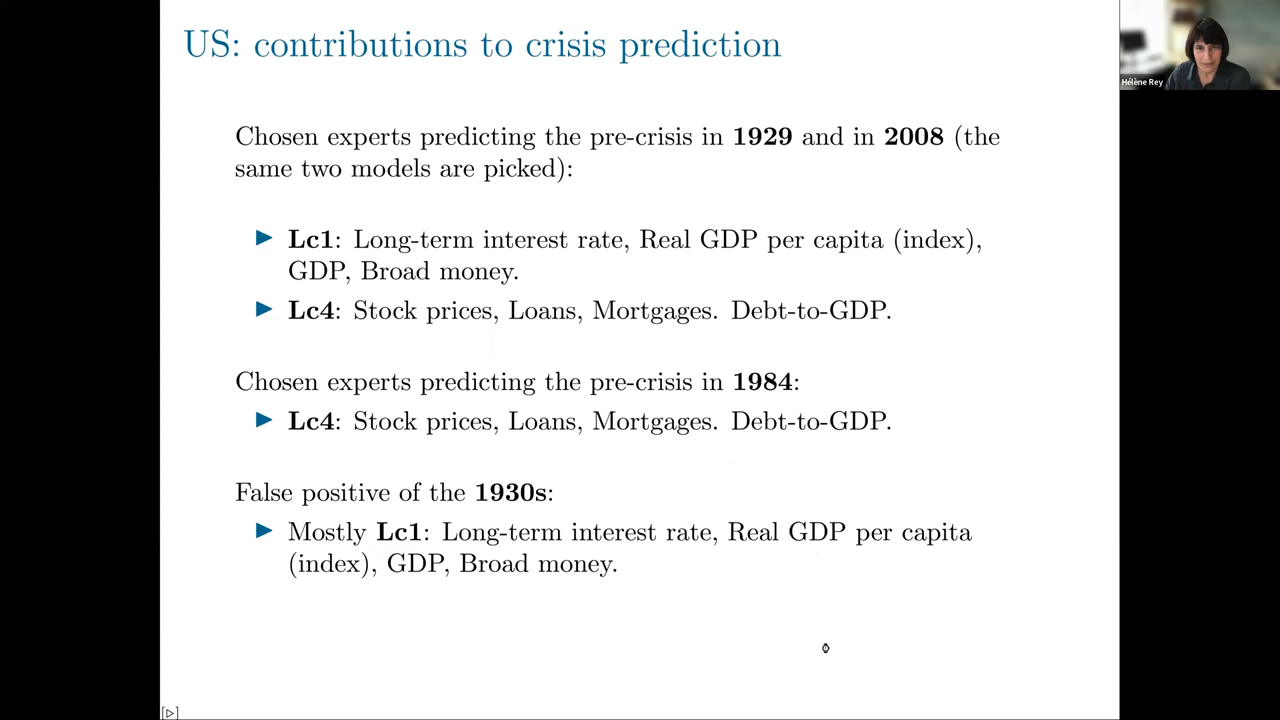 US: contributions to crisis prediction
Hélène Rey
Chosen experts predicting the pre-crisis in 1929 and in 2008 (the
same two models are picked):
Lc1: Long-term interest rate, Real GDP per capita (index),
GDP, Broad money.
Lc4: Stock prices, Loans, Mortgages. Debt-to-GDP.
Chosen experts predicting the pre-crisis in 1984:
Lc4: Stock prices, Loans, Mortgages. Debt-to-GDP.
False positive of the 1930s:
Mostly Lc1: Long-term interest rate, Real GDP per capita
(index), GDP, Broad money.